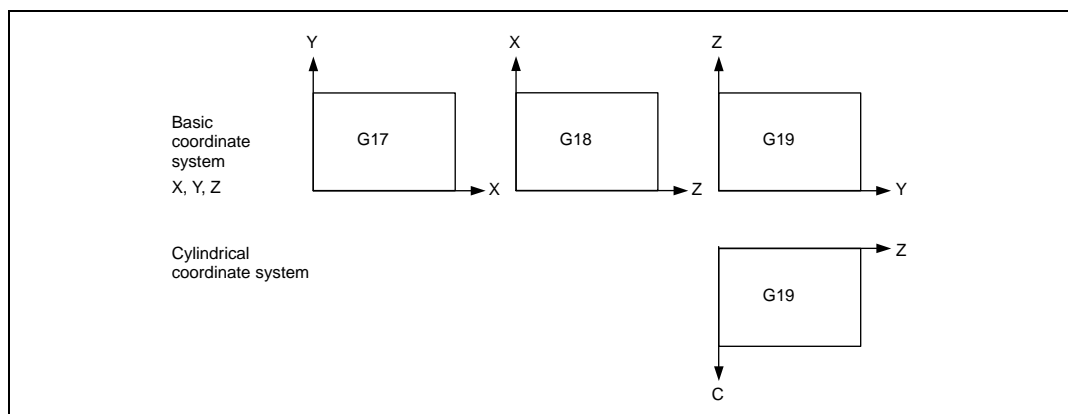 Y
X
Z
Basic
coordinate
system
X, Y, Z
G17
G18
G19
X
Z
Y
Cylindrical
coordinate system
Z
G19
C